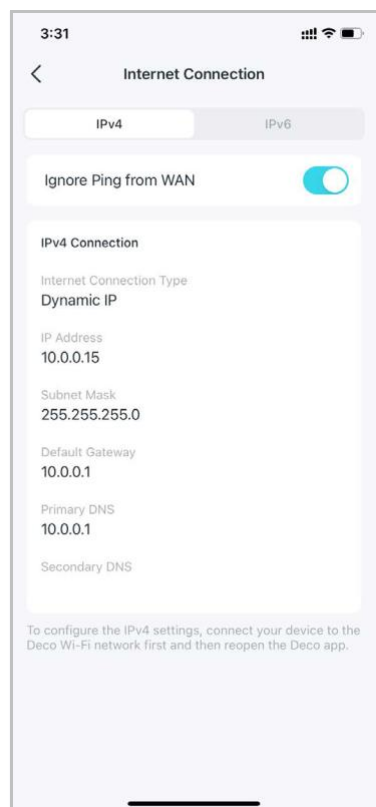 3:31
Internet Connection
IPv4 IPv6
Ignore Ping from WAN
IPv4 Connection
Internet Connection Type
Dynamic IP
IP Address
10.0.0.15
Subnet Mask
255.255.255.0
Default Gateway
10.0.0.1
Primary DNS
10.0.0.1
Secondary DNS
To configure the IPv4 settings, connect your device to the
Deco Wi-Fi network first and then reopen the Deco app.